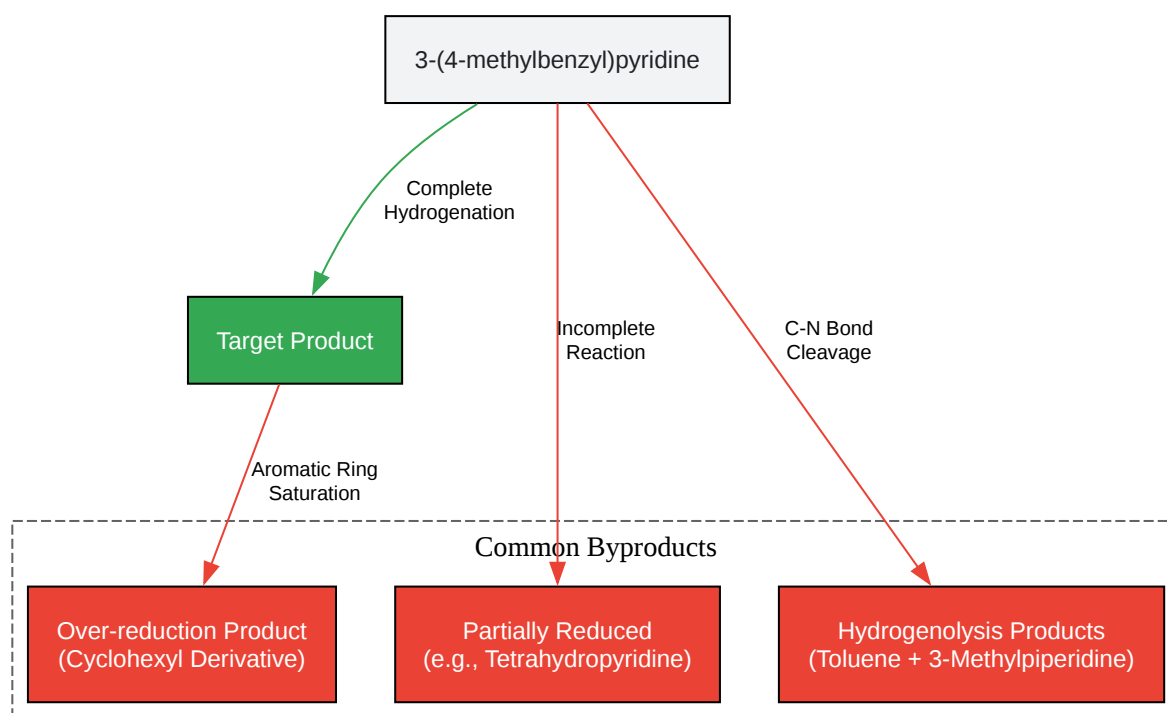 3-(4-methylbenzyl)pyridine
Complete
Hydrogenation
Target Product
Incomplete
Reaction
C-N Bond
Cleavage
Aromatic Ring
Saturation
Common Byproducts
Over-reduction Product
(Cyclohexyl Derivative)
Partially Reduced
(e.g., Tetrahydropyridine)
Hydrogenolysis Products
(Toluene + 3-Methylpiperidine)